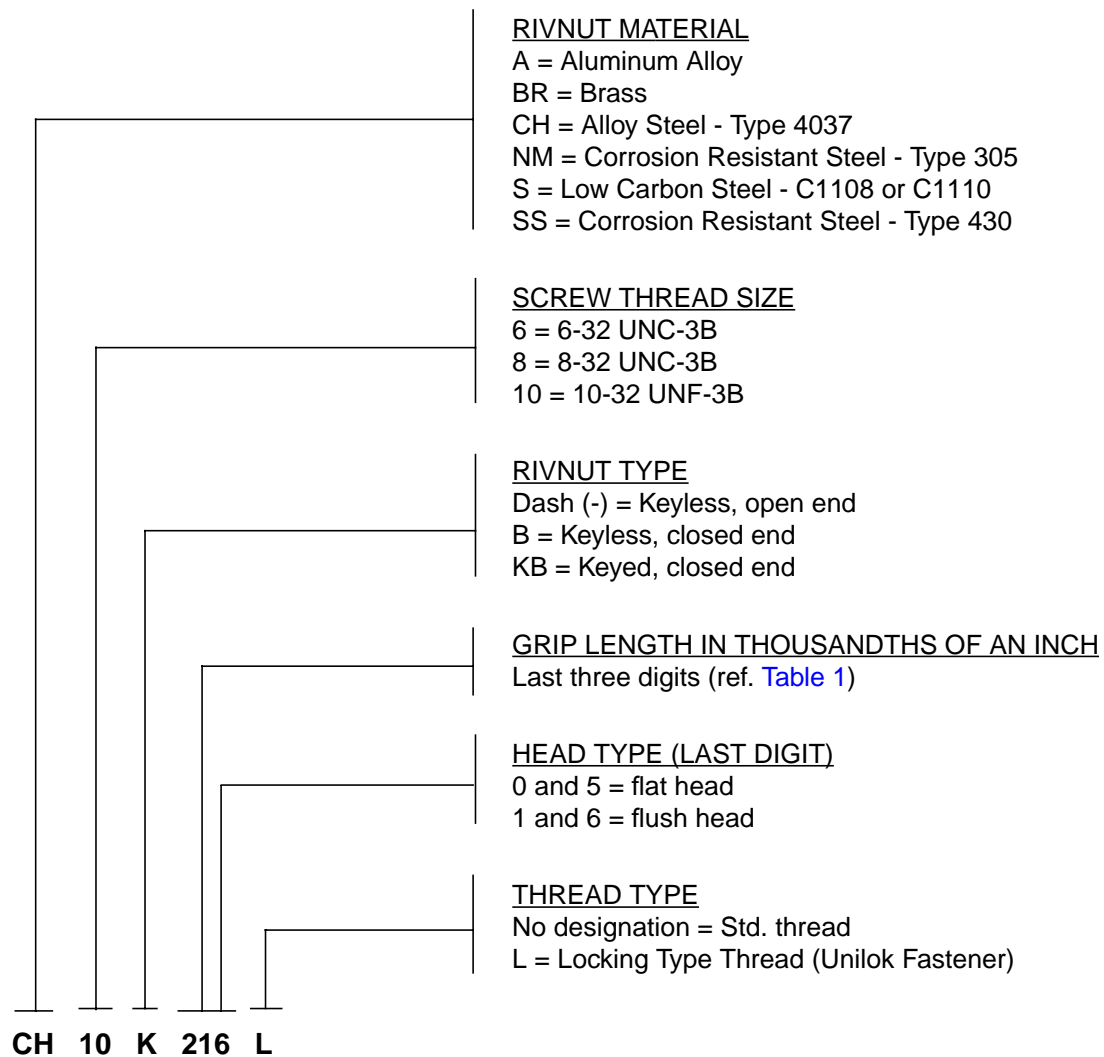 RIVNUT MATERIAL
A = Aluminum Alloy
BR = Brass
CH = Alloy Steel - Type 4037
NM = Corrosion Resistant Steel - Type 305
S = Low Carbon Steel - C1108 or C1110
SS = Corrosion Resistant Steel - Type 430
SCREW THREAD SIZE
6 = 6-32 UNC-3B
8 = 8-32 UNC-3B
10 = 10-32 UNF-3B
RIVNUT TYPE
Dash (-) = Keyless, open end
B = Keyless, closed end
KB = Keyed, closed end
GRIP LENGTH IN THOUSANDTHS OF AN INCH
Last three digits (ref. Table 1)
HEAD TYPE (LAST DIGIT)
0 and 5 = flat head
1 and 6 = flush head
THREAD TYPE
No designation = Std. thread
L = Locking Type Thread (Unilok Fastener)
CH 10 K 216 L